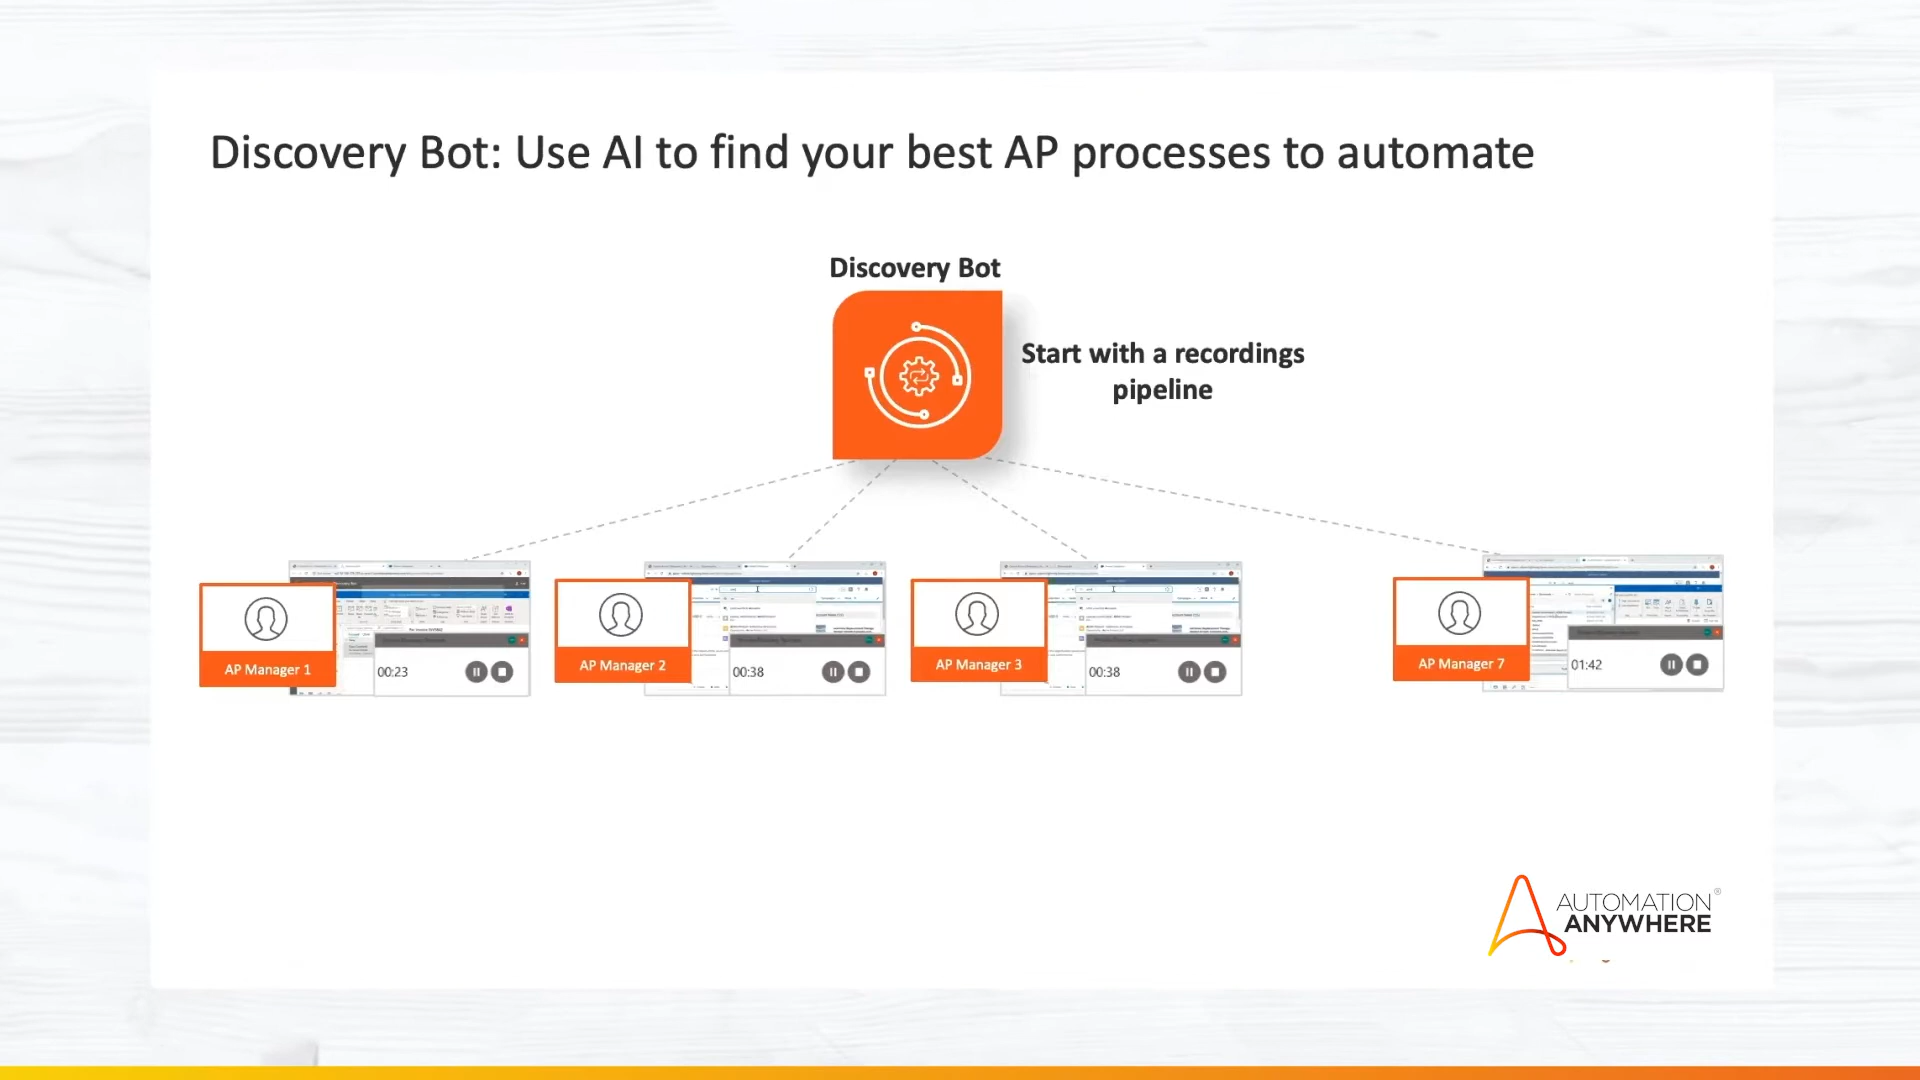 Discovery Bot: Use AI to find your best AP processes to automate
Discovery Bot
Start with a recordings
pipeline
AP Manager 1
00:23
AP Manager 2
00:38
AP Manager 3
00:38
AP Manager 7
01:42
AUTOMATION®
ANYWHERE